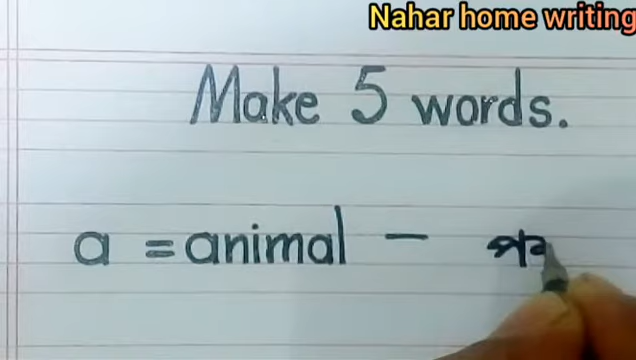 Nahar home writing
Make 5 words.
a = animal –